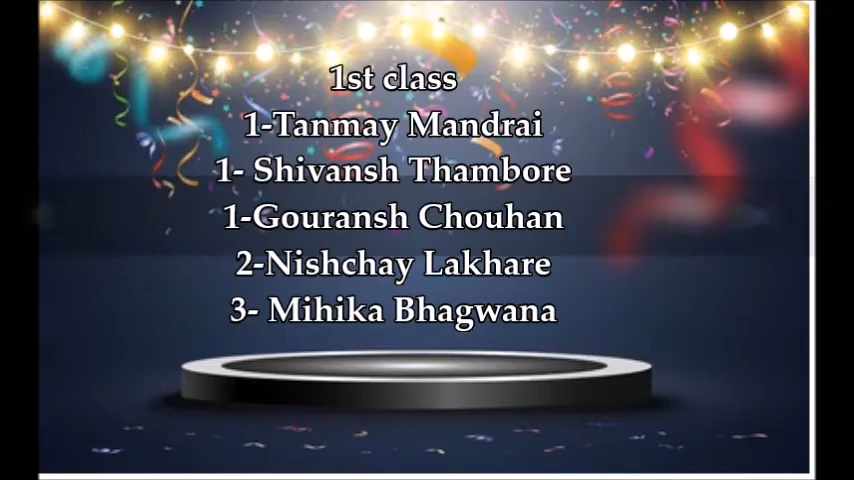 1st class
1-Tanmay Mandrai
1- Shivansh Thambore
1-Gouransh Chouhan
2-Nishchay Lakhare
3- Mihika Bhagwana